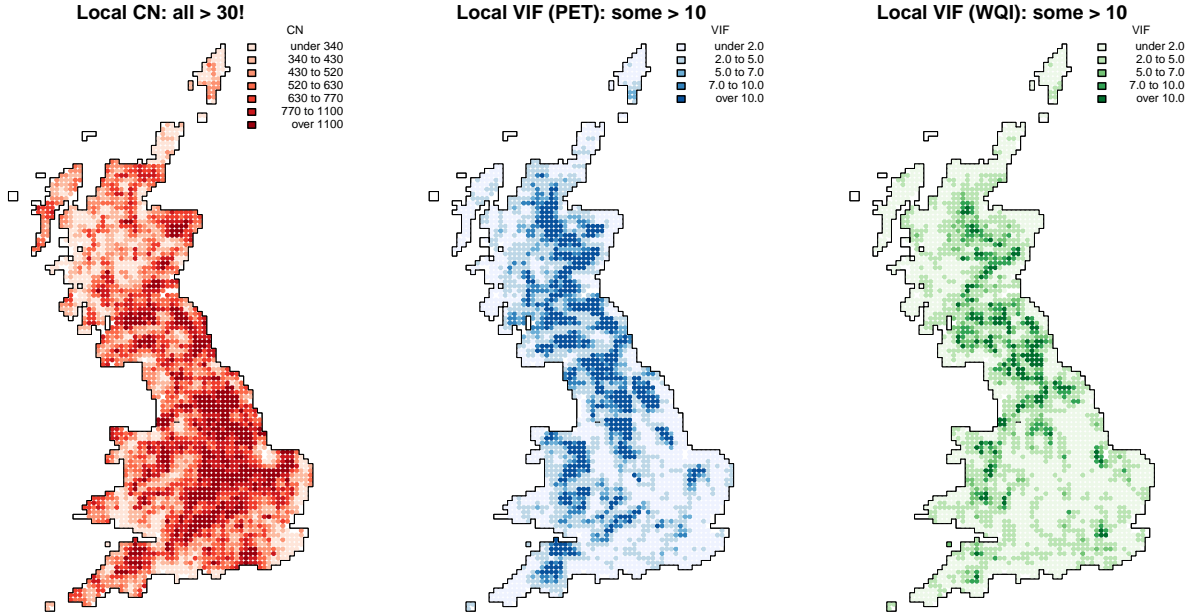 Local CN: all > 30!
CN
under 340
340 to 430
430 to 520
520 to 630
630 to 770
770 to 1100
over 1100
Local VIF (PET): some > 10
VIF
under 2.0
2.0 to 5.0
5.0 to 7.0
7.0 to 10.0
over 10.0
Local VIF (WQI): some > 10
VIF
under 2.0
2.0 to 5.0
5.0 to 7.0
7.0 to 10.0
over 10.0